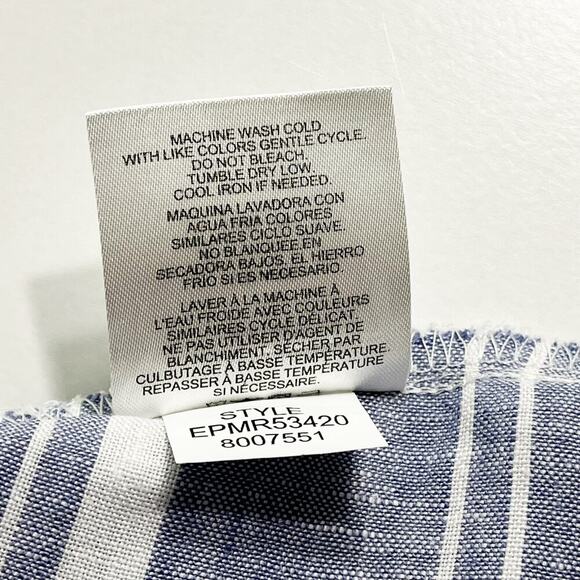 MACHINE WASH COLD
WITH LIKE COLORS GENTLE CYCLE.
DO NOT BLEACH.
TUMBLE DRY LOW.
COOL IRON IF NEEDED.
MAQUINA LAVADORA CON
AGUA FRIA COLORES
SIMILARES CICLO SUAVE.
NO BLANQUEE EN
SECADORA BAJOS, EL HIERRO
FRÍO SI ES NECESARIO.
LAVER À LA MACHINE À
L'EAU FROIDE AVEC COULEURS
SIMILAIRES CYCLE DÉLICAT.
NE PAS UTILISER D'AGENT DE
BLANCHIMENT, SÉCHER PAR
CULBUTAGE À BASSE TEMPÉRATURE.
REPASSER À BASSE TEMPÉRATURE
SI NÉCESSAIRE.
STYLE
EPMR53420
8007551